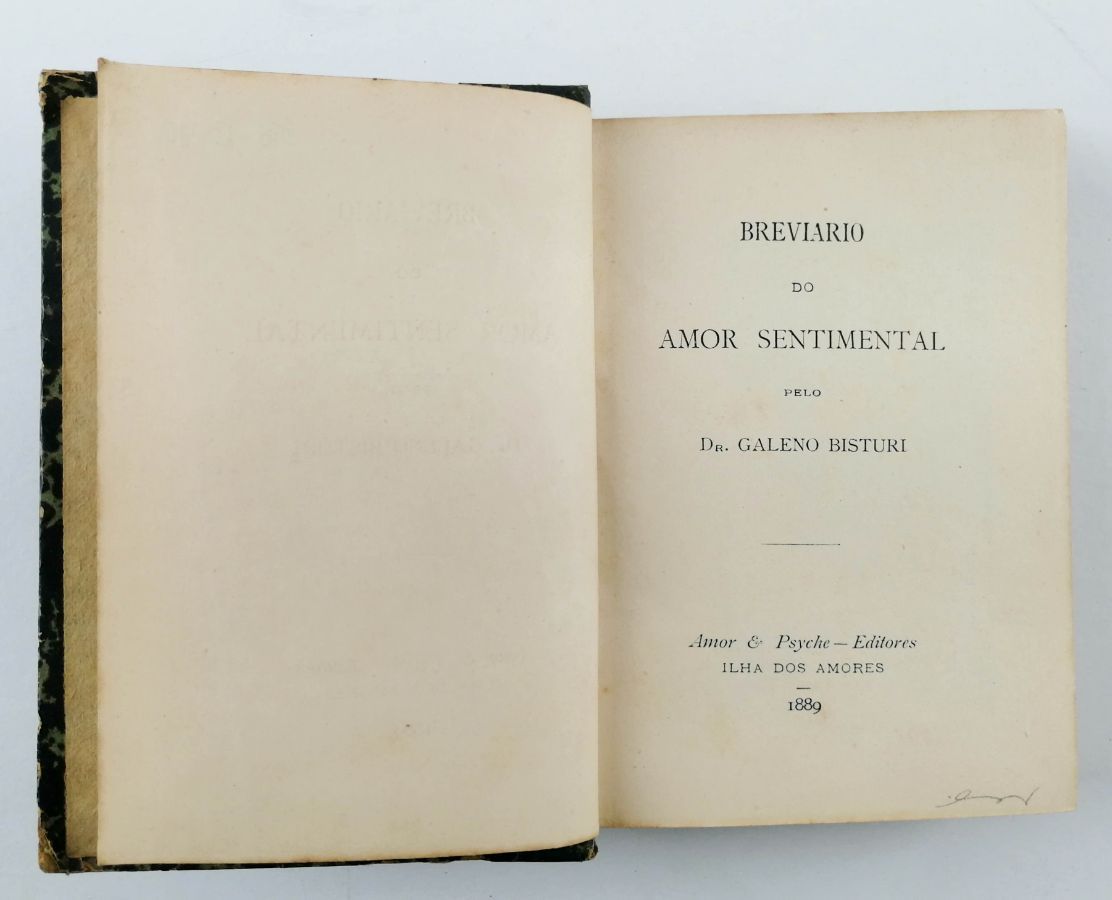 BREVIARIO
DO
AMOR SENTIMENTAL
PELO
DR. GALENO BISTURI
Amor & Psyche — Editores
ILHA DOS AMORES
1889